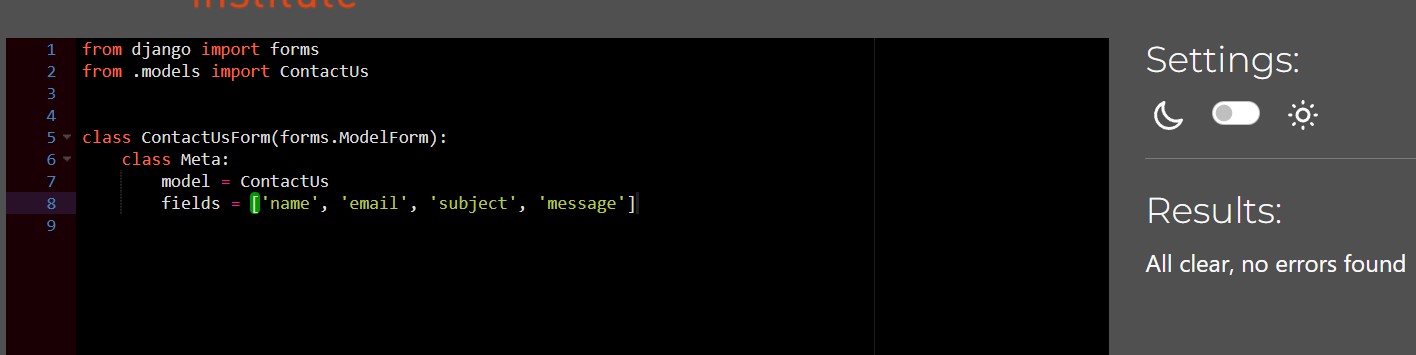 institute
1 from django import forms
2 from .models import ContactUs
3
4
5 class ContactUsForm(forms.ModelForm):
6     class Meta:
7         model = ContactUs
8         fields = ['name', 'email', 'subject', 'message']
9
Settings:
Results:
All clear, no errors found